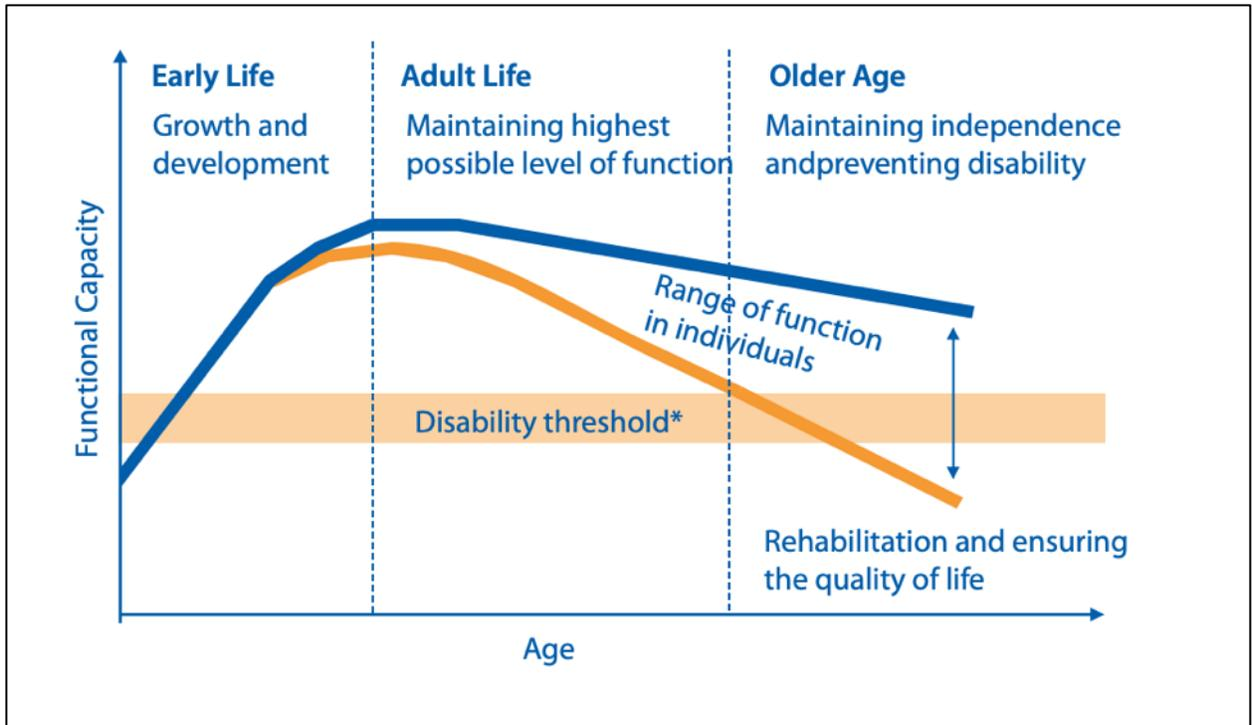 Early Life
Growth and
development
Adult Life
Maintaining highest
possible level of function
Older Age
Maintaining independence
andpreventing disability
Functional Capacity
Range of function
in individuals
Disability threshold*
Rehabilitation and ensuring
the quality of life
Age